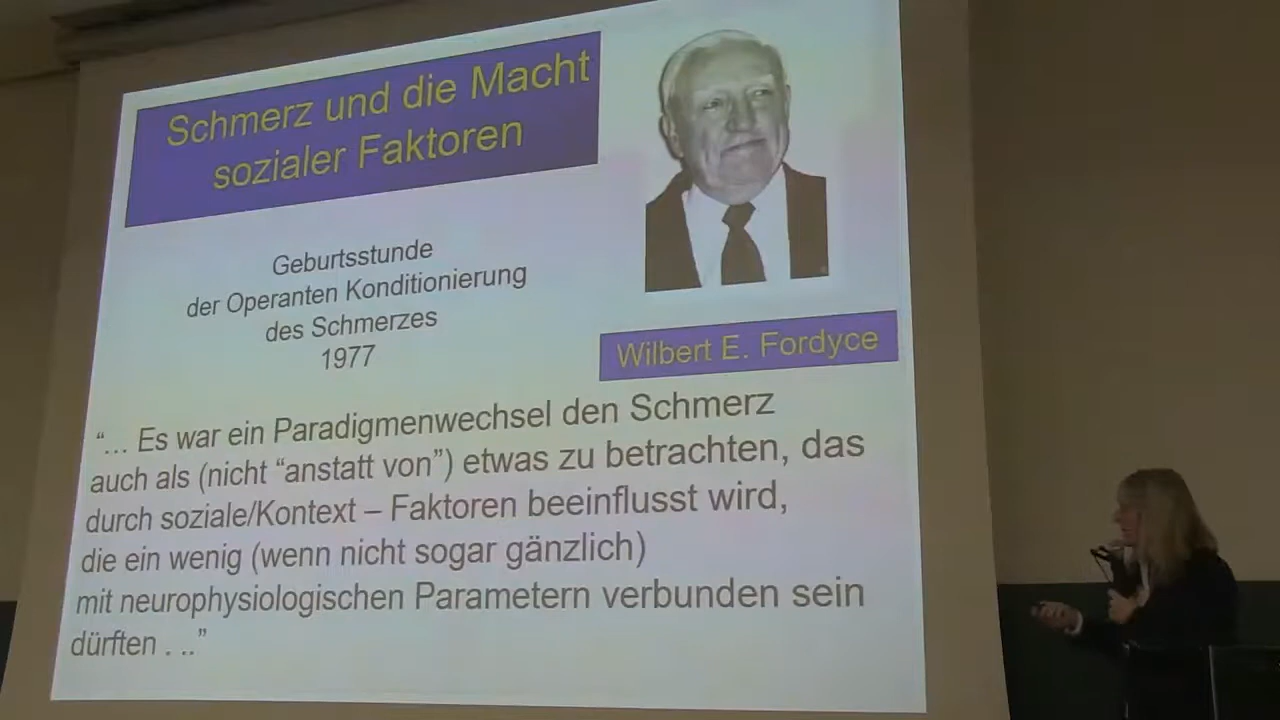 Schmerz und die Macht
sozialer Faktoren
Geburtsstunde
der Operanten Konditionierung
des Schmerzes
1977
Wilbert E. Fordyce
“... Es war ein Paradigmenwechsel den Schmerz
auch als (nicht “anstatt von”) etwas zu betrachten, das
durch soziale/Kontext – Faktoren beeinflusst wird,
die ein wenig (wenn nicht sogar gänzlich)
mit neurophysiologischen Parametern verbunden sein
dürften . ..”